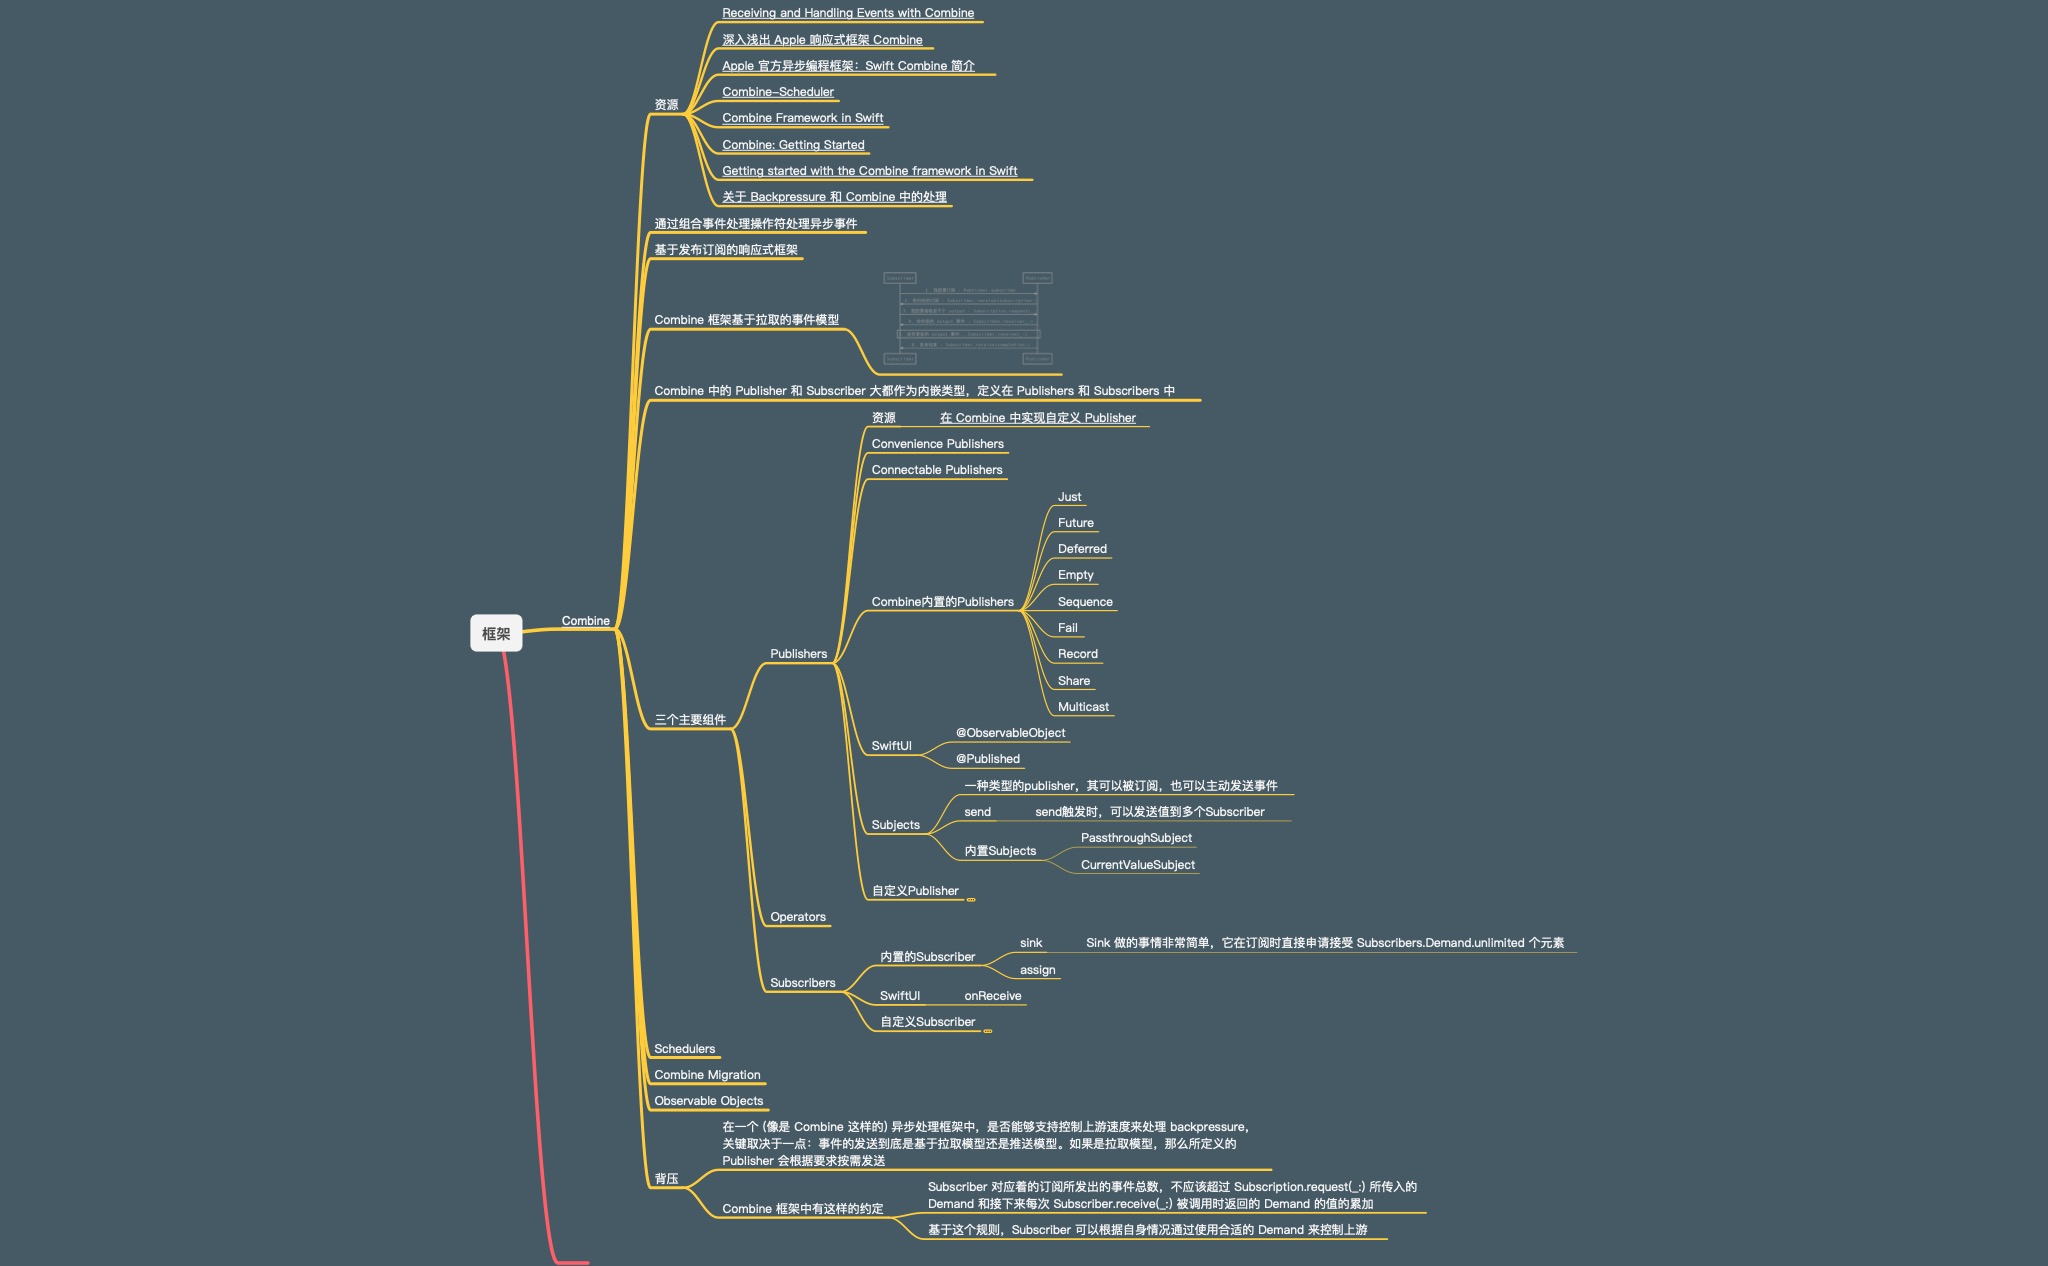 Receiving and Handling Events with Combine
深入浅出 Apple 响应式框架 Combine
Apple 官方异步编程框架：Swift Combine 简介
Combine-Scheduler
资源
Combine Framework in Swift
Combine: Getting Started
Getting started with the Combine framework in Swift
关于 Backpressure 和 Combine 中的处理
通过组合事件处理操作符处理异步事件
基于发布订阅的响应式框架
Combine 框架基于拉取的事件模型
Combine 中的 Publisher 和 Subscriber 大都作为内嵌类型，定义在 Publishers 和 Subscribers 中
资源
在 Combine 中实现自定义 Publisher
Convenience Publishers
Connectable Publishers
Just
Future
Deferred
Empty
Combine内置的Publishers
Sequence
Fail
Record
Share
Multicast
框架
Combine
Publishers
三个主要组件
SwiftUI
@ObservableObject
@Published
一种类型的publisher，其可以被订阅，也可以主动发送事件
send
send触发时，可以发送值到多个Subscriber
Subjects
内置Subjects
PassthroughSubject
CurrentValueSubject
自定义Publisher
Operators
sink
Sink 做的事情非常简单，它在订阅时直接申请接受 Subscribers.Demand.unlimited 个元素
内置的Subscriber
assign
Subscribers
SwiftUI
onReceive
自定义Subscriber
Schedulers
Combine Migration
Observable Objects
在一个 (像是 Combine 这样的) 异步处理框架中，是否能够支持控制上游速度来处理 backpressure，
关键取决于一点：事件的发送到底是基于拉取模型还是推送模型。如果是拉取模型，那么所定义的
Publisher 会根据要求按需发送
背压
Combine 框架中有这样的约定
Subscriber 对应着的订阅所发出的事件总数，不应该超过 Subscription.request(_:) 所传入的
Demand 和接下来每次 Subscriber.receive(_:) 被调用时返回的 Demand 的值的累加
基于这个规则，Subscriber 可以根据自身情况通过使用合适的 Demand 来控制上游